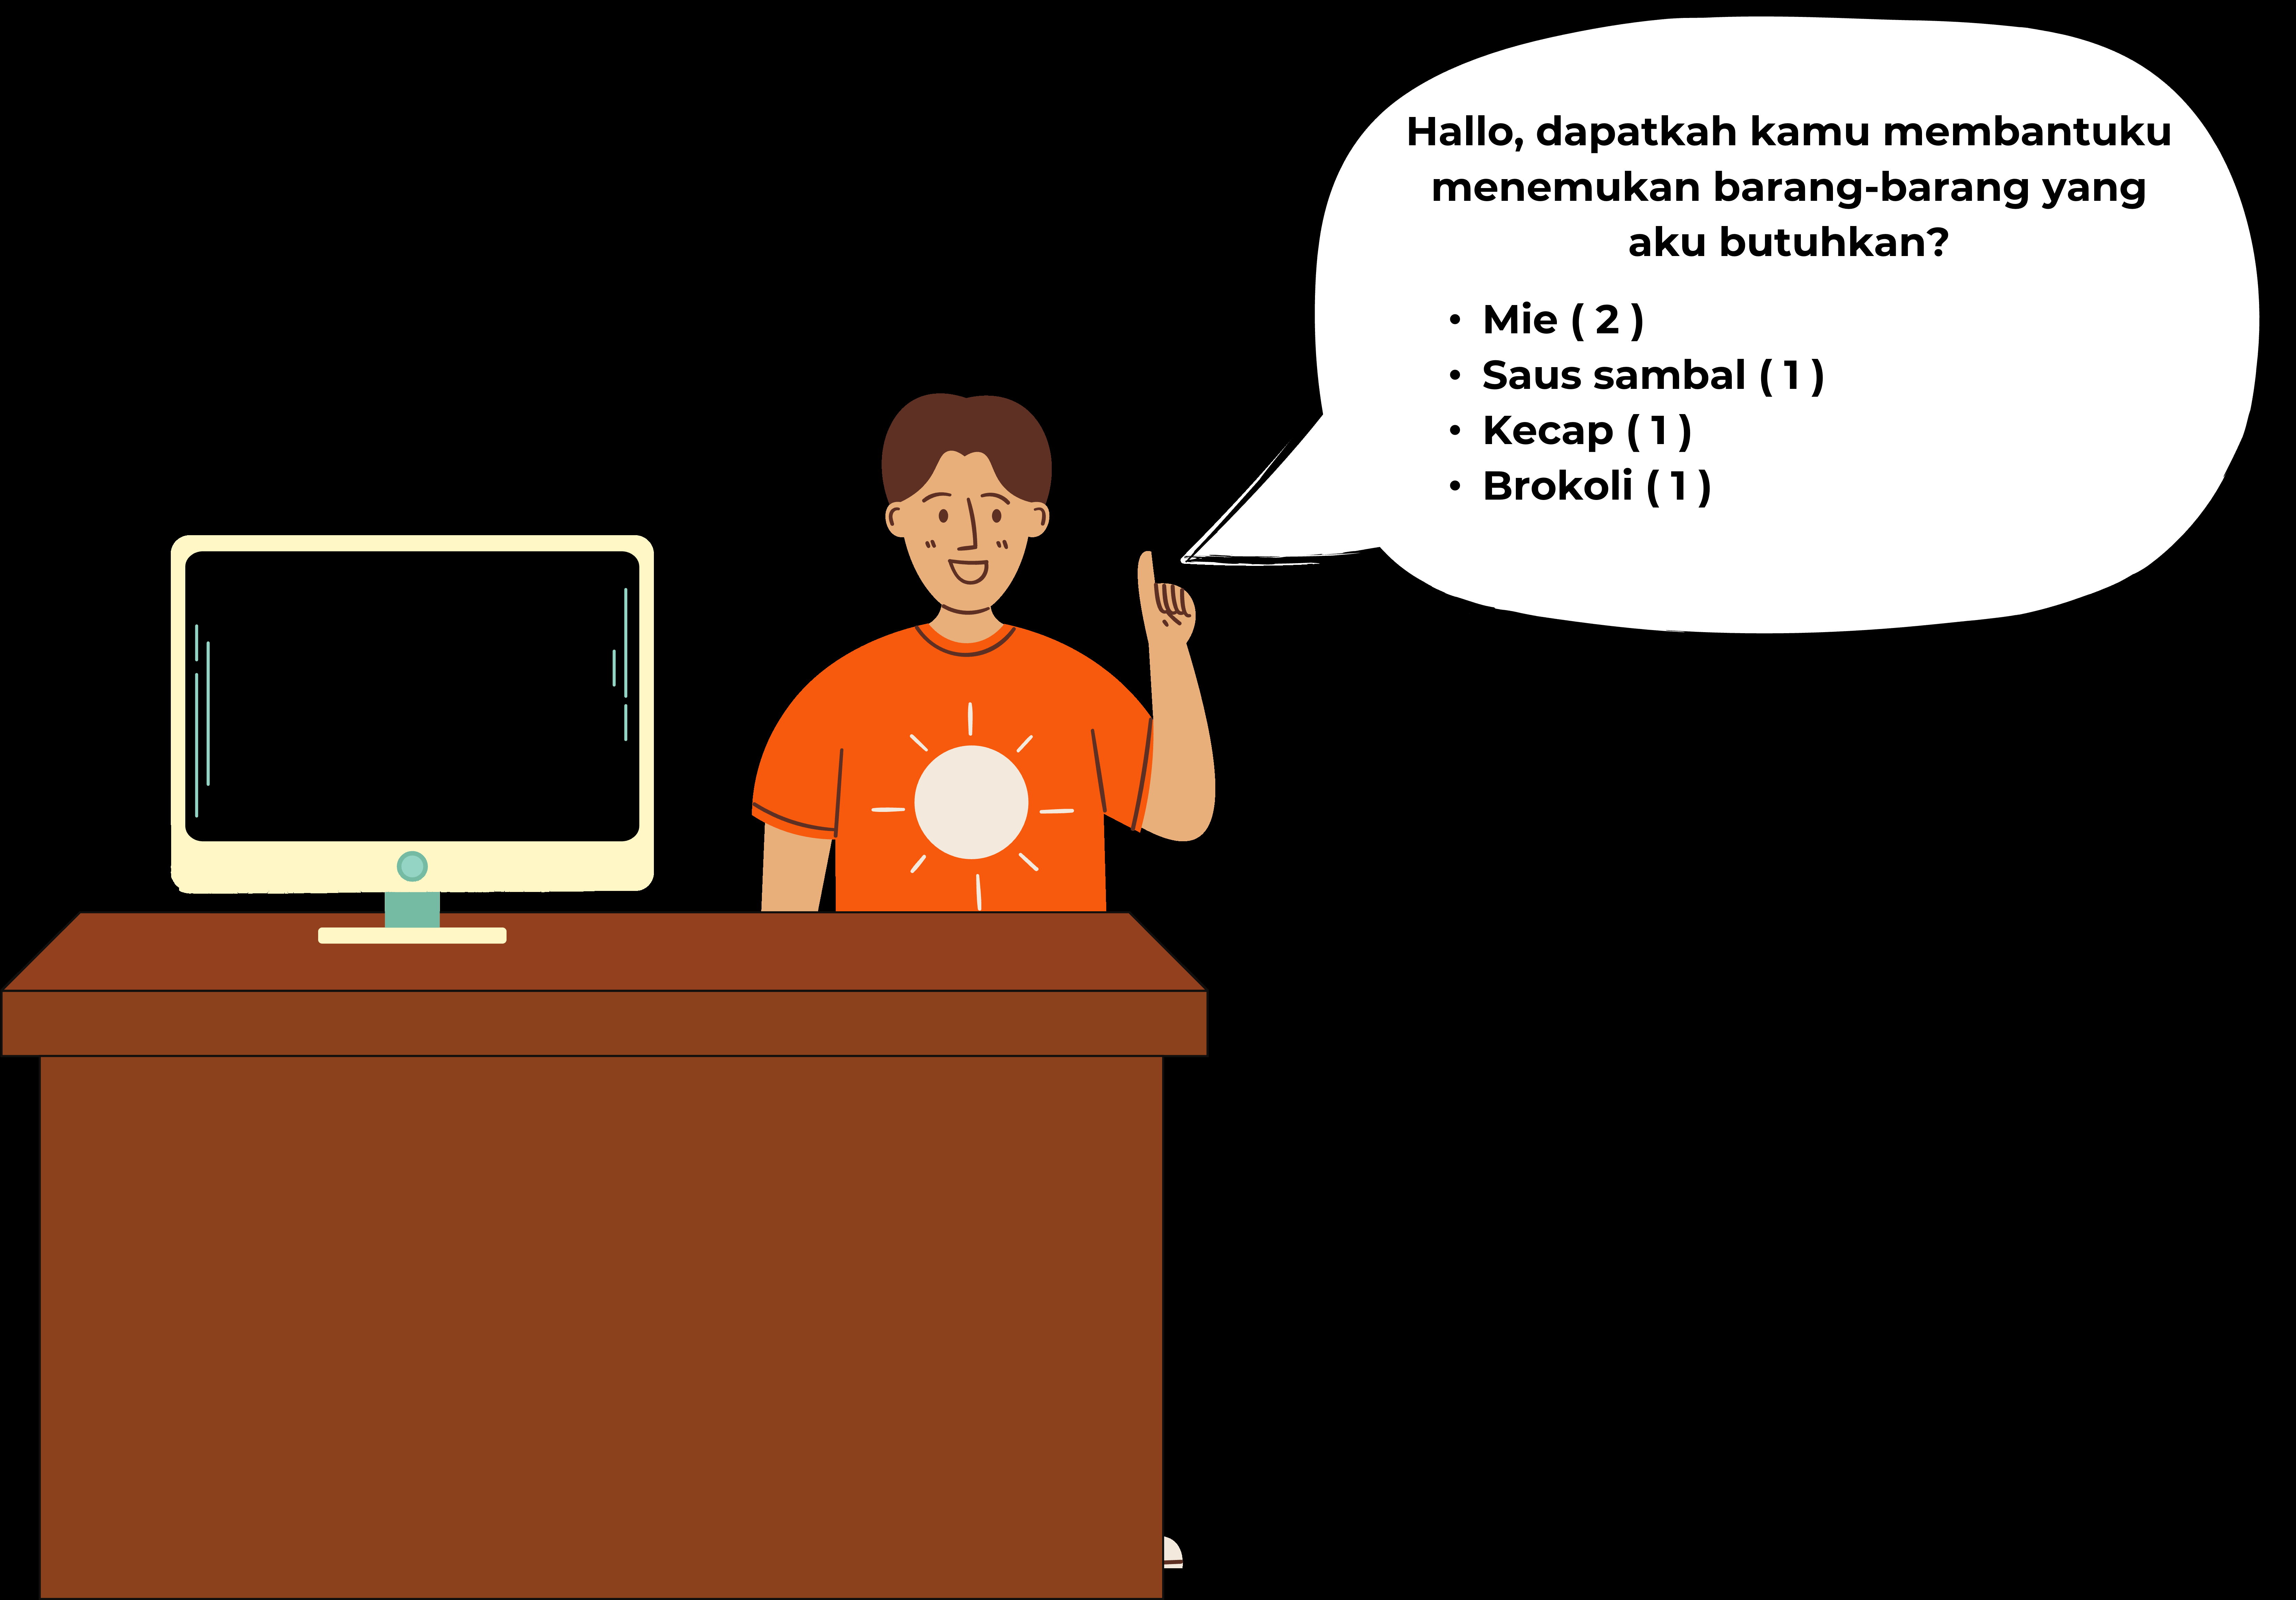 Hallo, dapatkah kamu membantuku
menemukan barang-barang yang
aku butuhkan?
• Mie ( 2 )
• Saus sambal ( 1 )
• Kecap ( 1 )
• Brokoli ( 1 )